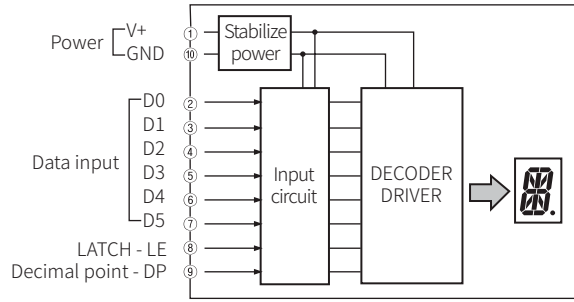 Power
V+ ①
GND ⑩
Stabilize
power
Data input
D0 ②
D1 ③
D2 ④
D3 ⑤
D4 ⑥
D5 ⑦
LATCH - LE ⑧
Decimal point - DP ⑨
Input
circuit
DECODER
DRIVER